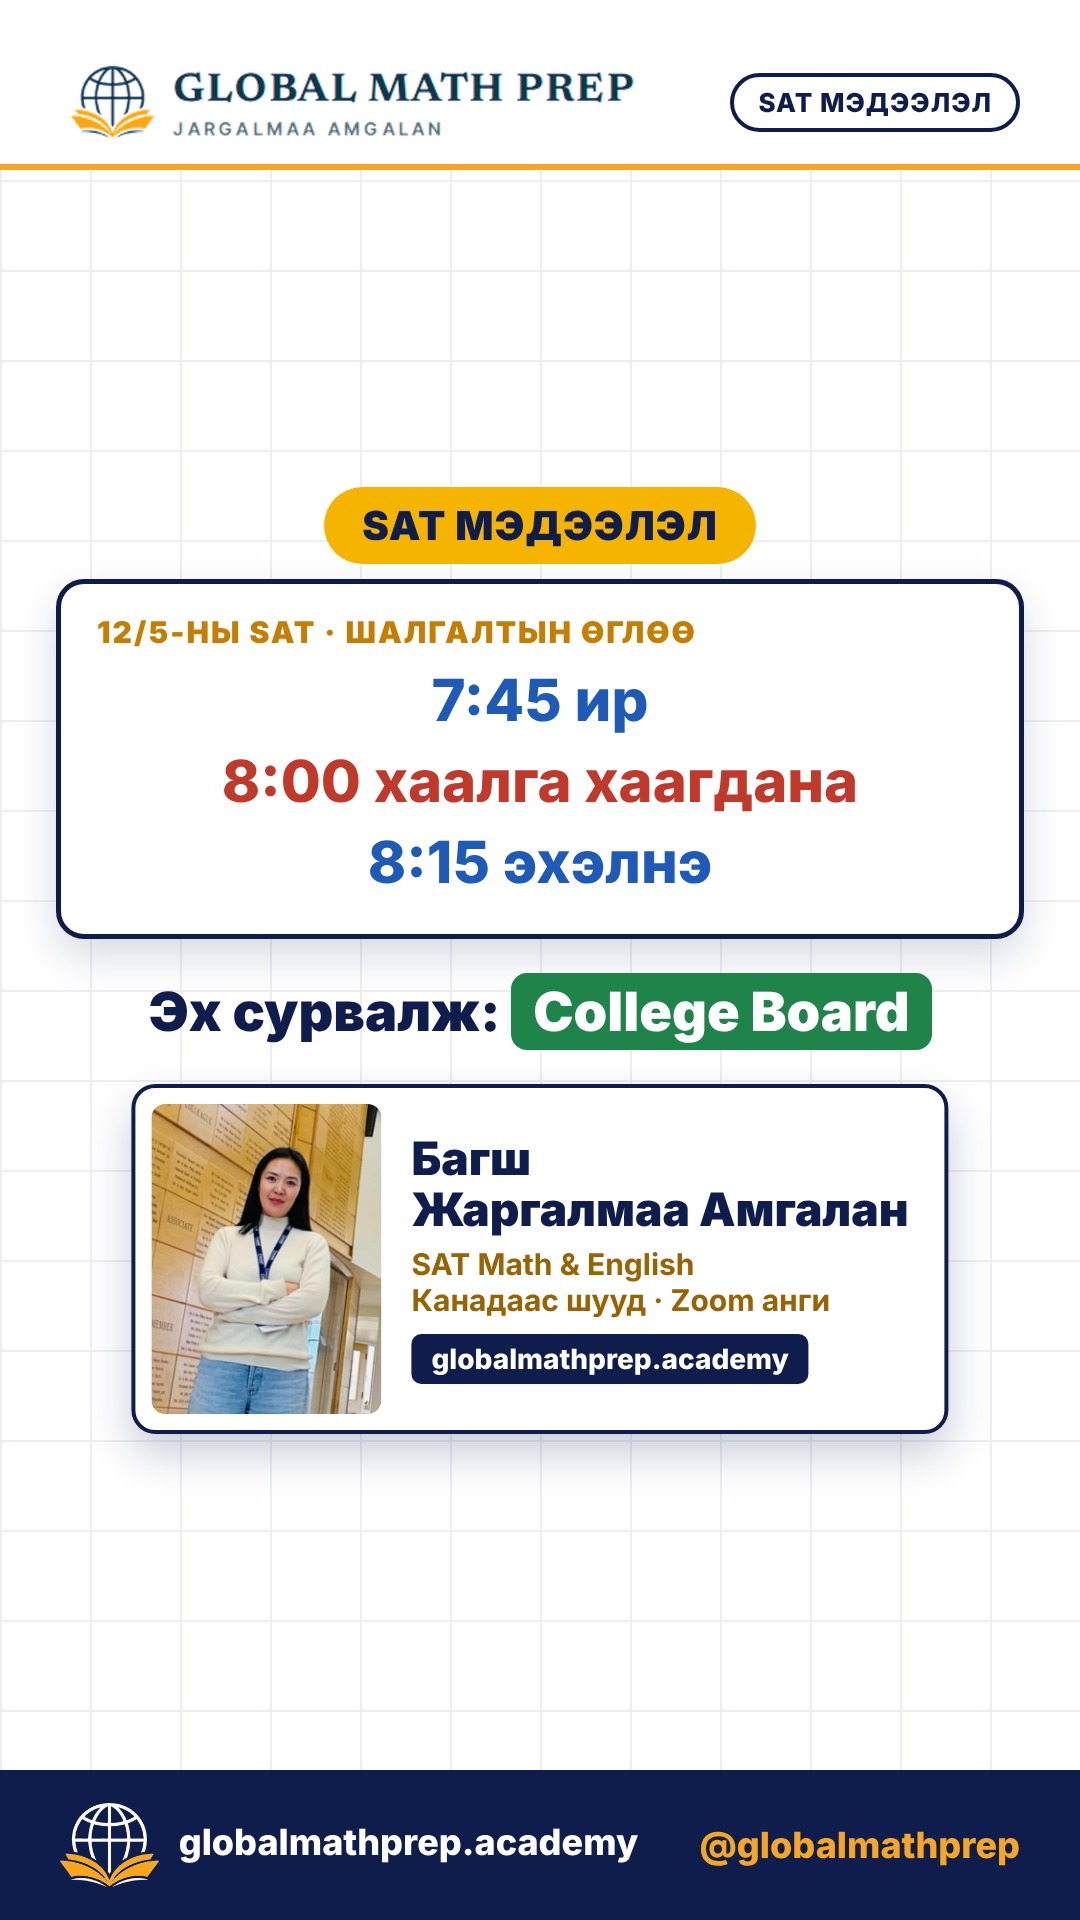 GLOBAL MATH PREP
JARGALMAA AMGALAN
SAT МЭДЭЭЛЭЛ
SAT МЭДЭЭЛЭЛ
12/5-НЫ SAT · ШАЛГАЛТЫН ӨГЛӨӨ
7:45 ир
8:00 хаалга хаагдана
8:15 эхэлнэ
Эх сурвалж: College Board
Багш
Жаргалмаа Амгалан
SAT Math & English
Канадаас шууд · Zoom анги
globalmathprep.academy
globalmathprep.academy
@globalmathprep